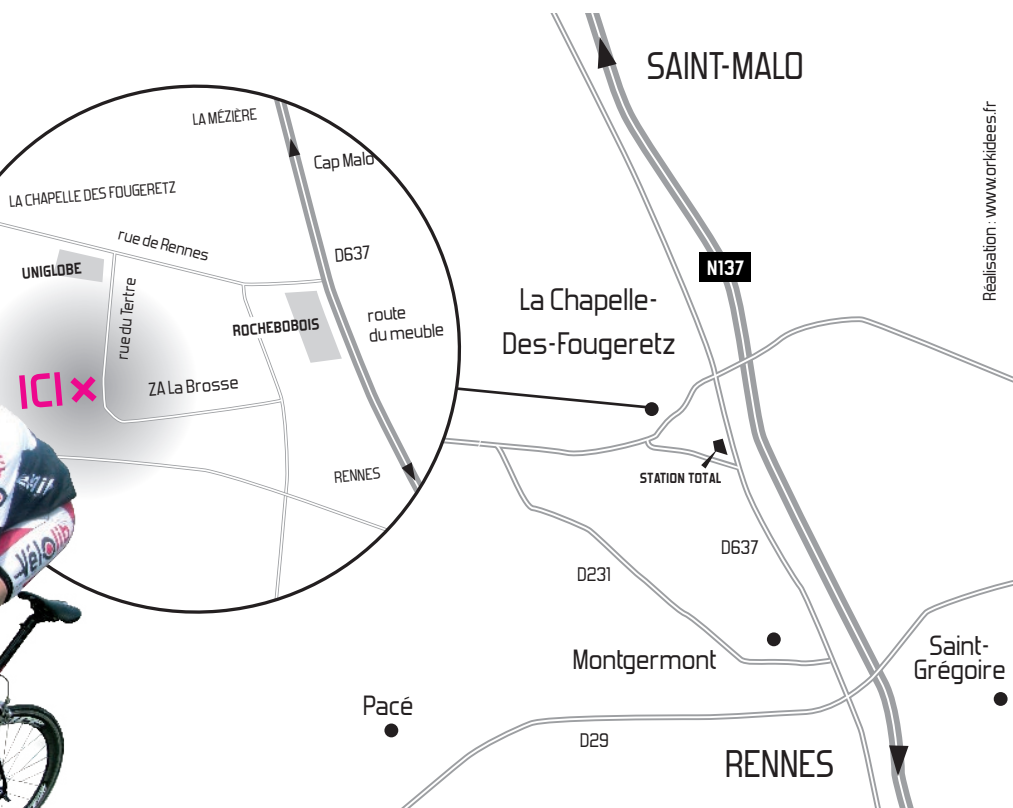 SAINT-MALO
Réalisation : www.orkidees.fr
LA MÉZIÈRE
Cap Malo
LA CHAPELLE DES FOUGERETZ
rue de Rennes
D637
UNIGLOBE
rue du Tertre
ROCHEBOBOIS
route
du meuble
ICI ×
ZA La Brosse
RENNES
N137
La Chapelle-
Des-Fougeretz
STATION TOTAL
D637
D231
Montgermont
Saint-
Grégoire
Pacé
D29
RENNES
Vélolib